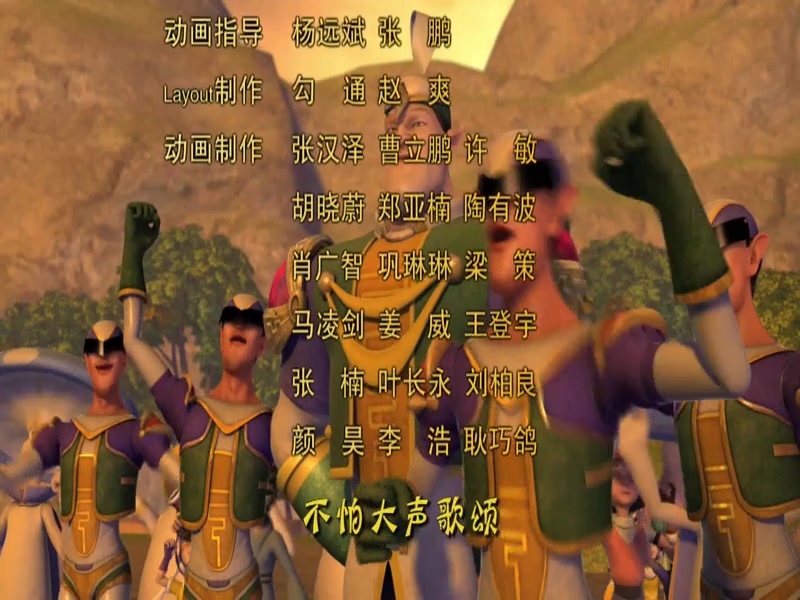 动画指导 杨远斌 张 鹏
Layout制作 勾 通 赵 爽
动画制作 张汉泽 曹立鹏 许 敏
胡晓蔚 郑亚楠 陶有波
肖广智 巩琳琳 梁 策
马凌剑 姜 威 王登宇
张 楠 叶长永 刘柏良
颜 昊 李 浩 耿巧鸽
不怕大声歌颂